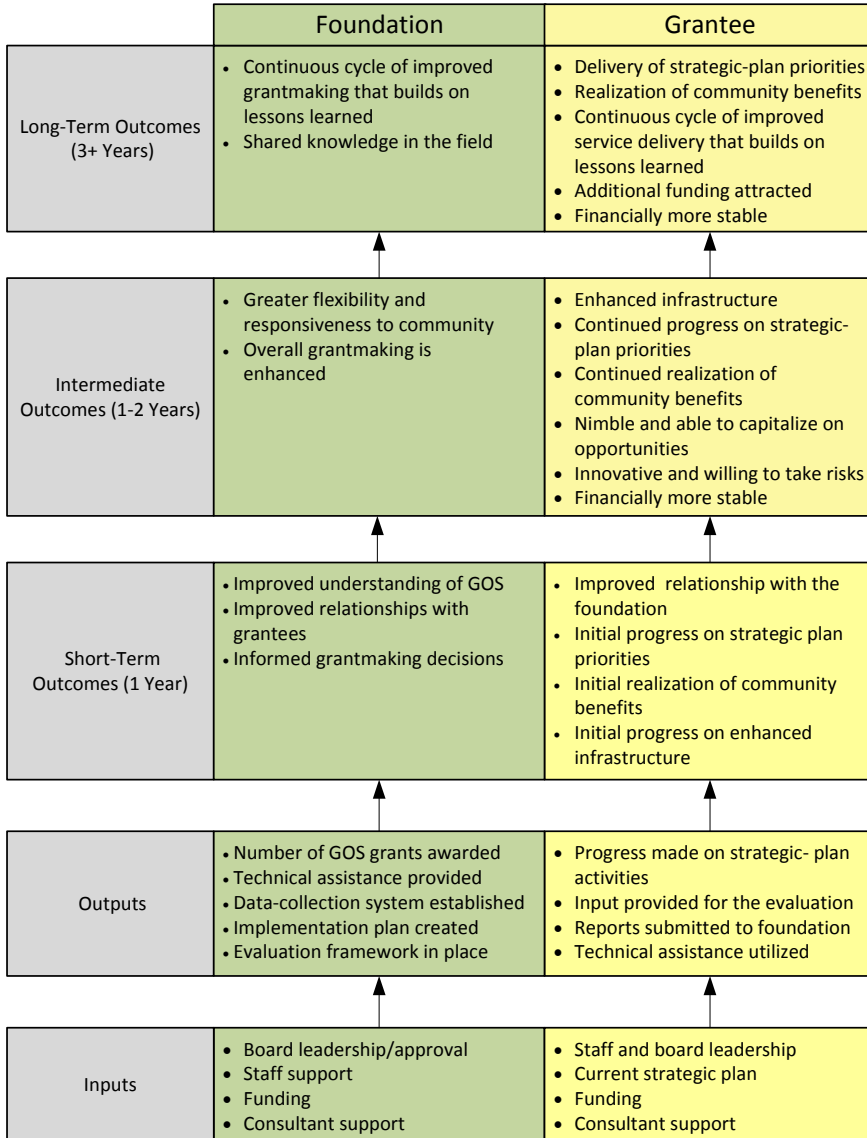 Foundation
Grantee
Long-Term Outcomes
(3+ Years)
• Continuous cycle of improved
grantmaking that builds on
lessons learned
• Shared knowledge in the field
• Delivery of strategic-plan priorities
• Realization of community benefits
• Continuous cycle of improved
service delivery that builds on
lessons learned
• Additional funding attracted
• Financially more stable
Intermediate
Outcomes (1-2 Years)
• Greater flexibility and
responsiveness to community
• Overall grantmaking is
enhanced
• Enhanced infrastructure
• Continued progress on strategic-
plan priorities
• Continued realization of
community benefits
• Nimble and able to capitalize on
opportunities
• Innovative and willing to take risks
• Financially more stable
Short-Term
Outcomes (1 Year)
• Improved understanding of GOS
• Improved relationships with
grantees
• Informed grantmaking decisions
• Improved relationship with the
foundation
• Initial progress on strategic plan
priorities
• Initial realization of community
benefits
• Initial progress on enhanced
infrastructure
Outputs
• Number of GOS grants awarded
• Technical assistance provided
• Data-collection system established
• Implementation plan created
• Evaluation framework in place
• Progress made on strategic- plan
activities
• Input provided for the evaluation
• Reports submitted to foundation
• Technical assistance utilized
Inputs
• Board leadership/approval
• Staff support
• Funding
• Consultant support
• Staff and board leadership
• Current strategic plan
• Funding
• Consultant support